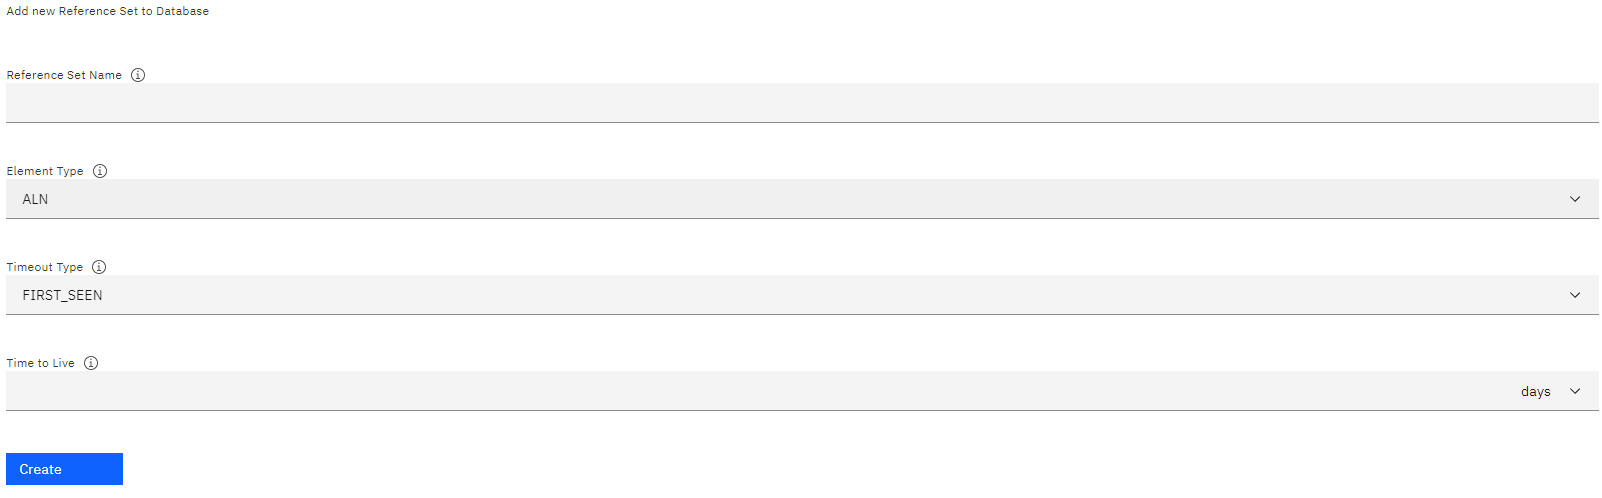 Add new Reference Set to Database
Reference Set Name
Element Type
ALN
Timeout Type
FIRST_SEEN
Time to Live
days
Create